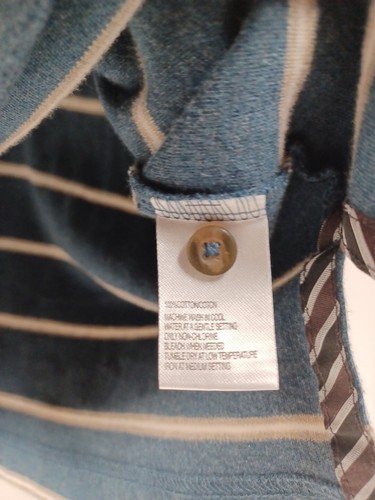 100%COTTON/COTON
MACHINE WASH IN COOL
WATER AT A GENTLE SETTING
ONLY NON-CHLORINE
BLEACH WHEN NEEDED
TUMBLE DRY AT LOW TEMPERATURE
IRON AT MEDIUM SETTING